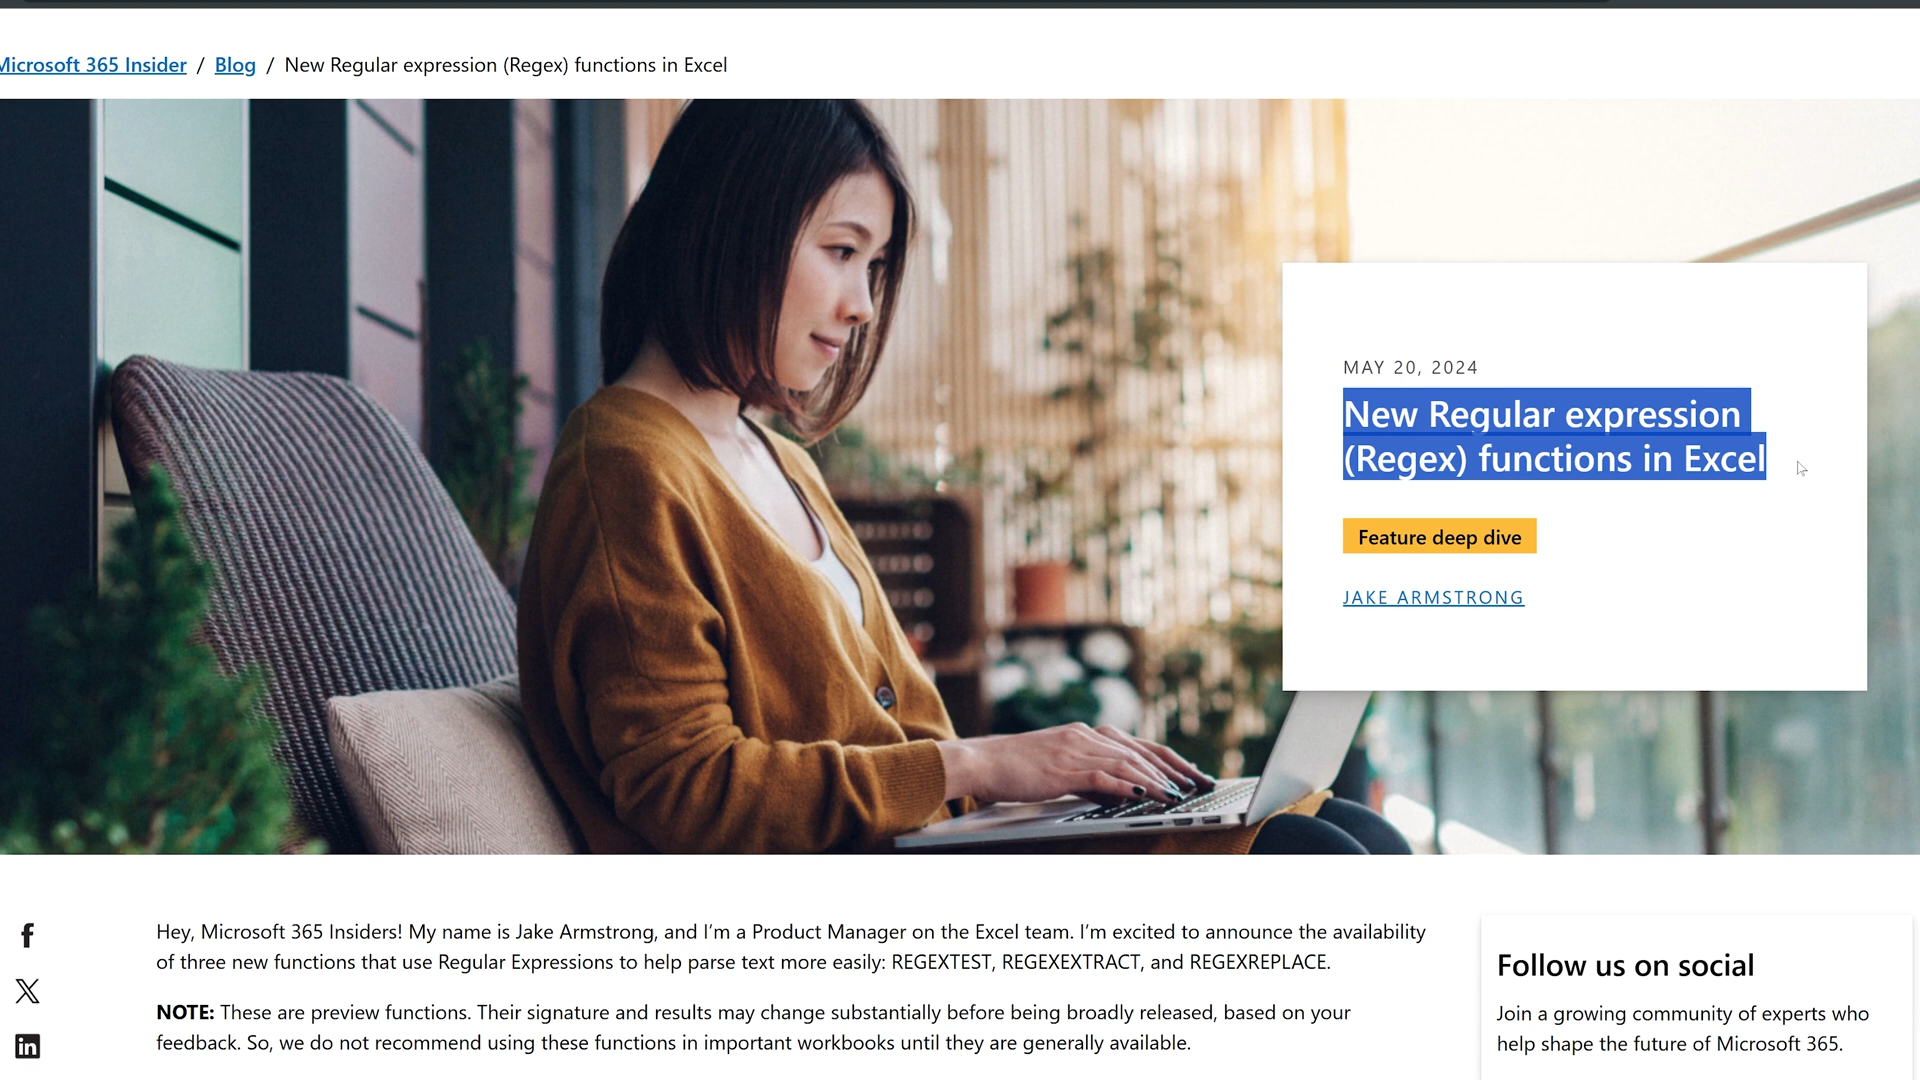 Microsoft 365 Insider / Blog / New Regular expression (Regex) functions in Excel
MAY 20, 2024
New Regular expression
(Regex) functions in Excel
Feature deep dive
JAKE ARMSTRONG
Hey, Microsoft 365 Insiders! My name is Jake Armstrong, and I'm a Product Manager on the Excel team. I'm excited to announce the availability
of three new functions that use Regular Expressions to help parse text more easily: REGEXTEST, REGEXEXTRACT, and REGEXREPLACE.
NOTE: These are preview functions. Their signature and results may change substantially before being broadly released, based on your
feedback. So, we do not recommend using these functions in important workbooks until they are generally available.
Follow us on social
Join a growing community of experts who
help shape the future of Microsoft 365.